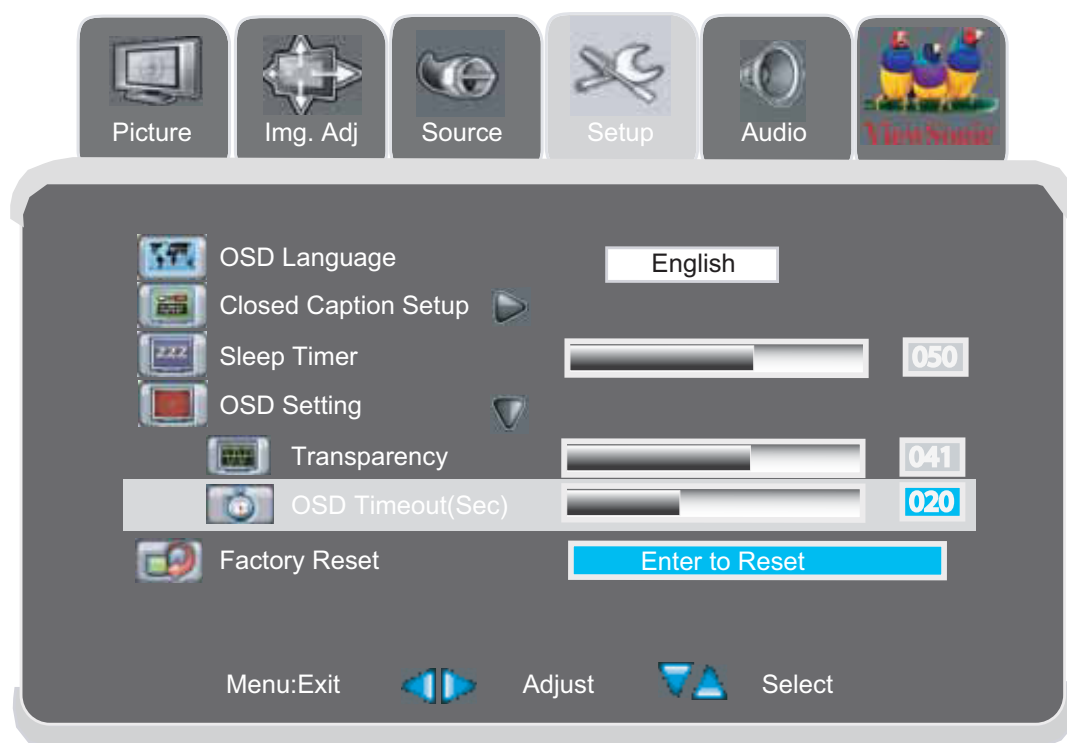 Picture Img. Adj Source Setup Audio ViewSonic
OSD Language English
Closed Caption Setup
zzz
Sleep Timer 050
OSD Setting
Transparency 041
OSD Timeout(Sec) 020
Factory Reset Enter to Reset
Menu:Exit Adjust Select